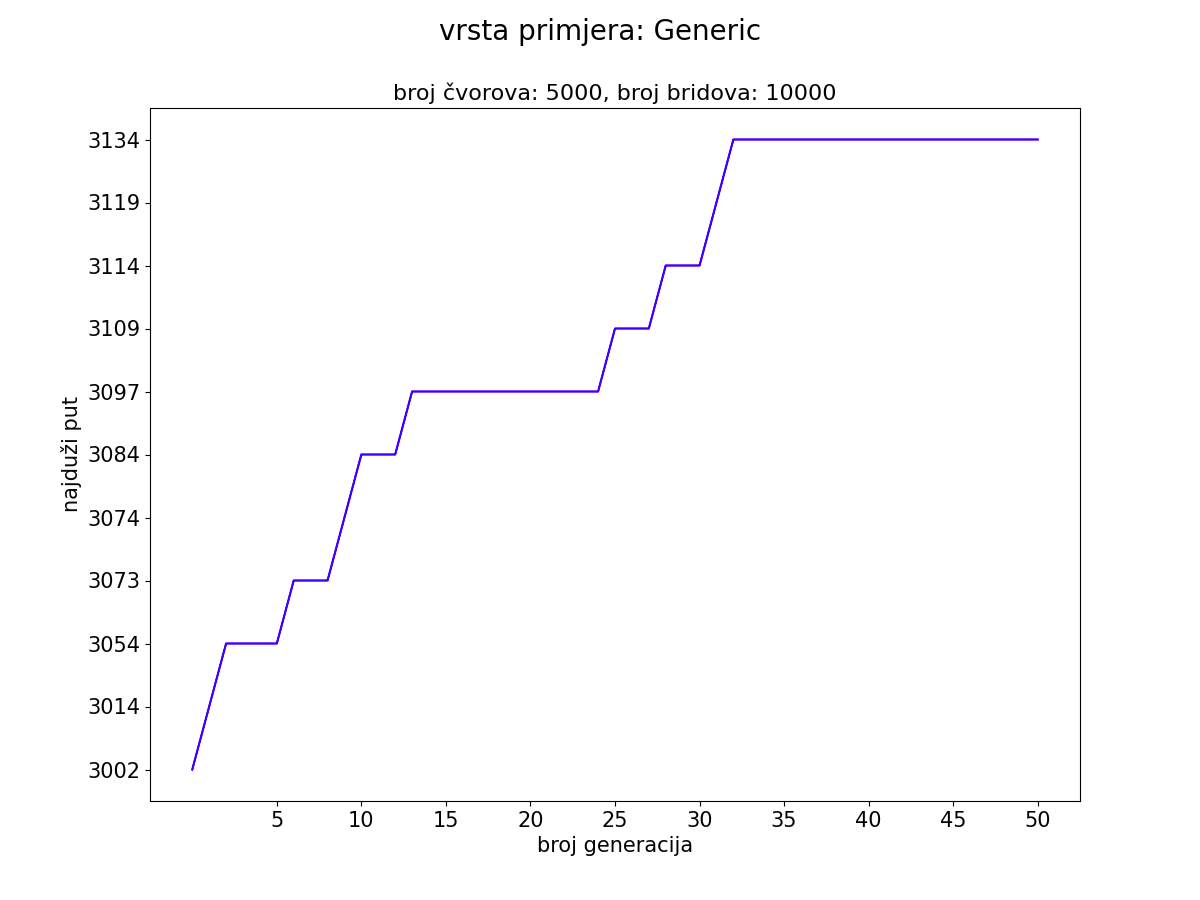 vrsta primjera: Generic
broj čvorova: 5000, broj bridova: 10000
najduži put
3134
3119
3114
3109
3097
3084
3074
3073
3054
3014
3002
5 10 15 20 25 30 35 40 45 50
broj generacija